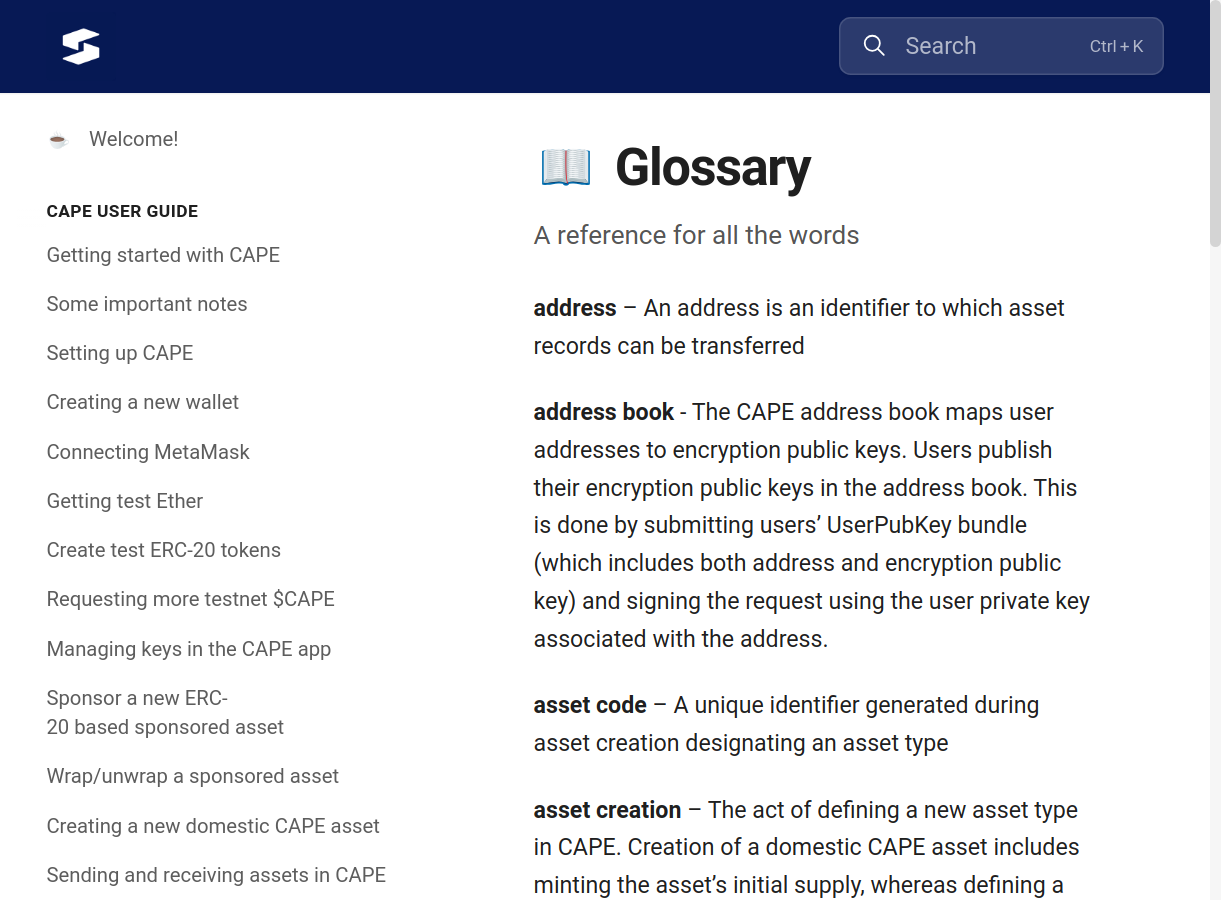 Search
Ctrl + K
Welcome!
CAPE USER GUIDE
Getting started with CAPE
Some important notes
Setting up CAPE
Creating a new wallet
Connecting MetaMask
Getting test Ether
Create test ERC-20 tokens
Requesting more testnet $CAPE
Managing keys in the CAPE app
Sponsor a new ERC-
20 based sponsored asset
Wrap/unwrap a sponsored asset
Creating a new domestic CAPE asset
Sending and receiving assets in CAPE
Glossary
A reference for all the words
address – An address is an identifier to which asset
records can be transferred
address book - The CAPE address book maps user
addresses to encryption public keys. Users publish
their encryption public keys in the address book. This
is done by submitting users’ UserPubKey bundle
(which includes both address and encryption public
key) and signing the request using the user private key
associated with the address.
asset code – A unique identifier generated during
asset creation designating an asset type
asset creation – The act of defining a new asset type
in CAPE. Creation of a domestic CAPE asset includes
minting the asset’s initial supply, whereas defining a